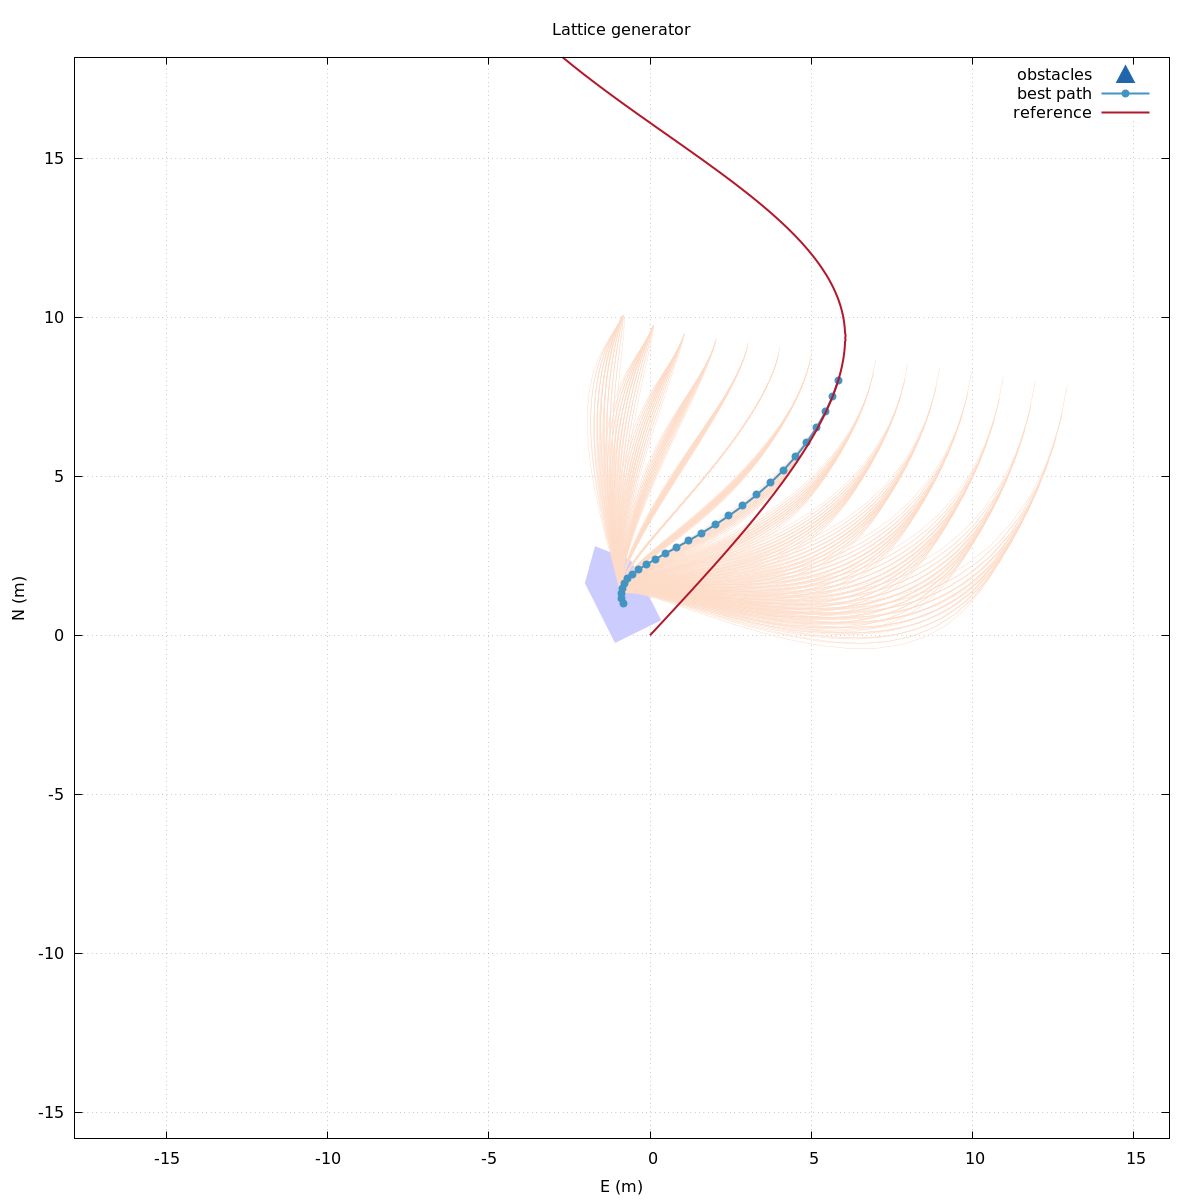 Lattice generator
obstacles
best path
reference
15
10
5
0
-5
-10
-15
N (m)
-15 -10 -5 0 5 10 15
E (m)